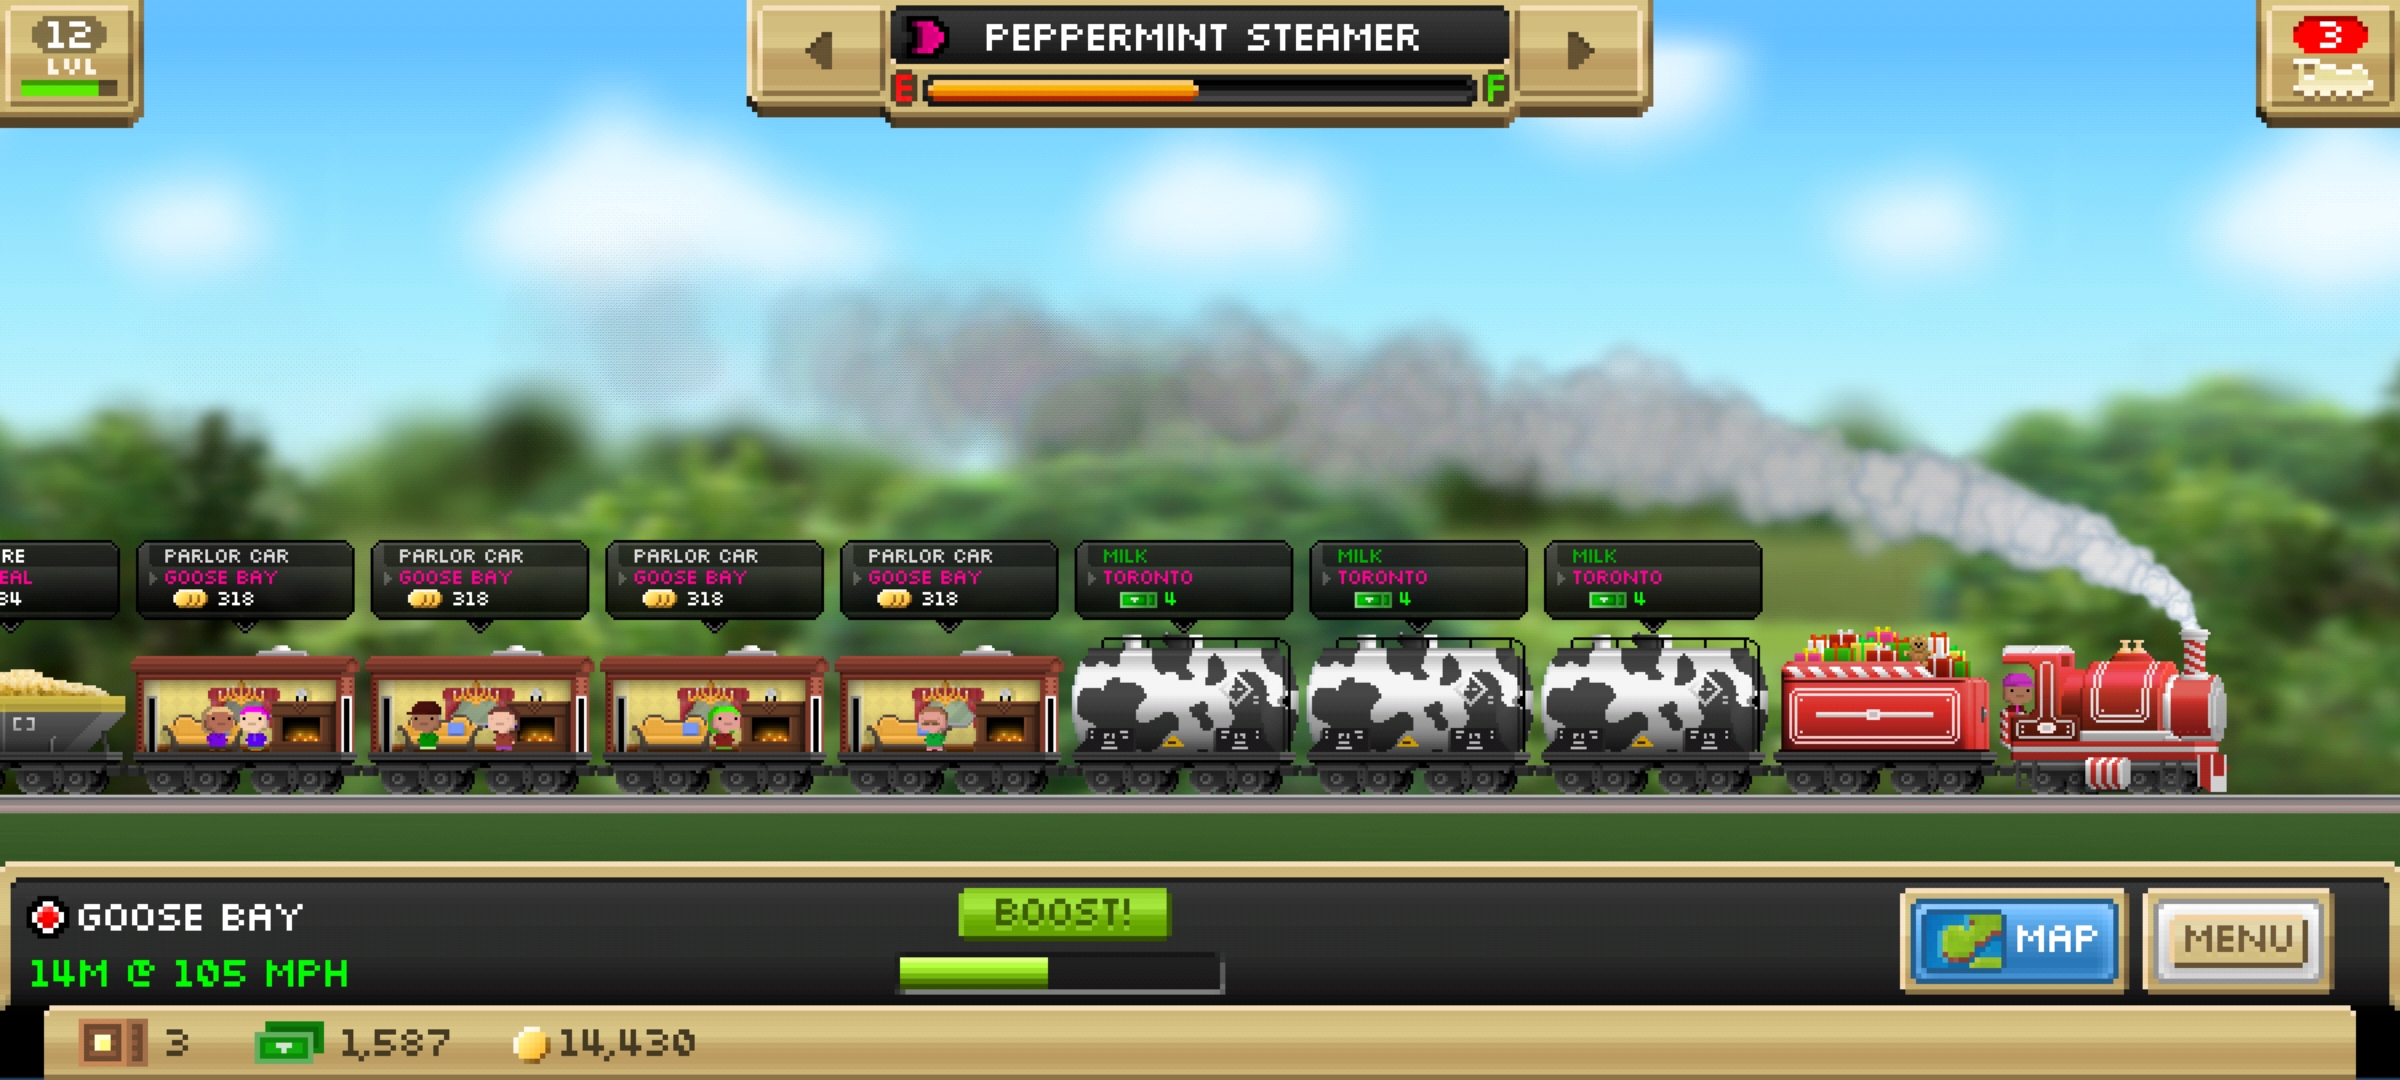 12
LVL
PEPPERMINT STEAMER
E
F
3
RE
EAL
34
PARLOR CAR
GOOSE BAY
318
PARLOR CAR
GOOSE BAY
318
PARLOR CAR
GOOSE BAY
318
PARLOR CAR
GOOSE BAY
318
MILK
TORONTO
4
MILK
TORONTO
4
MILK
TORONTO
4
GOOSE BAY
14M @ 105 MPH
BOOST!
MAP
MENU
3
1,587
14,430